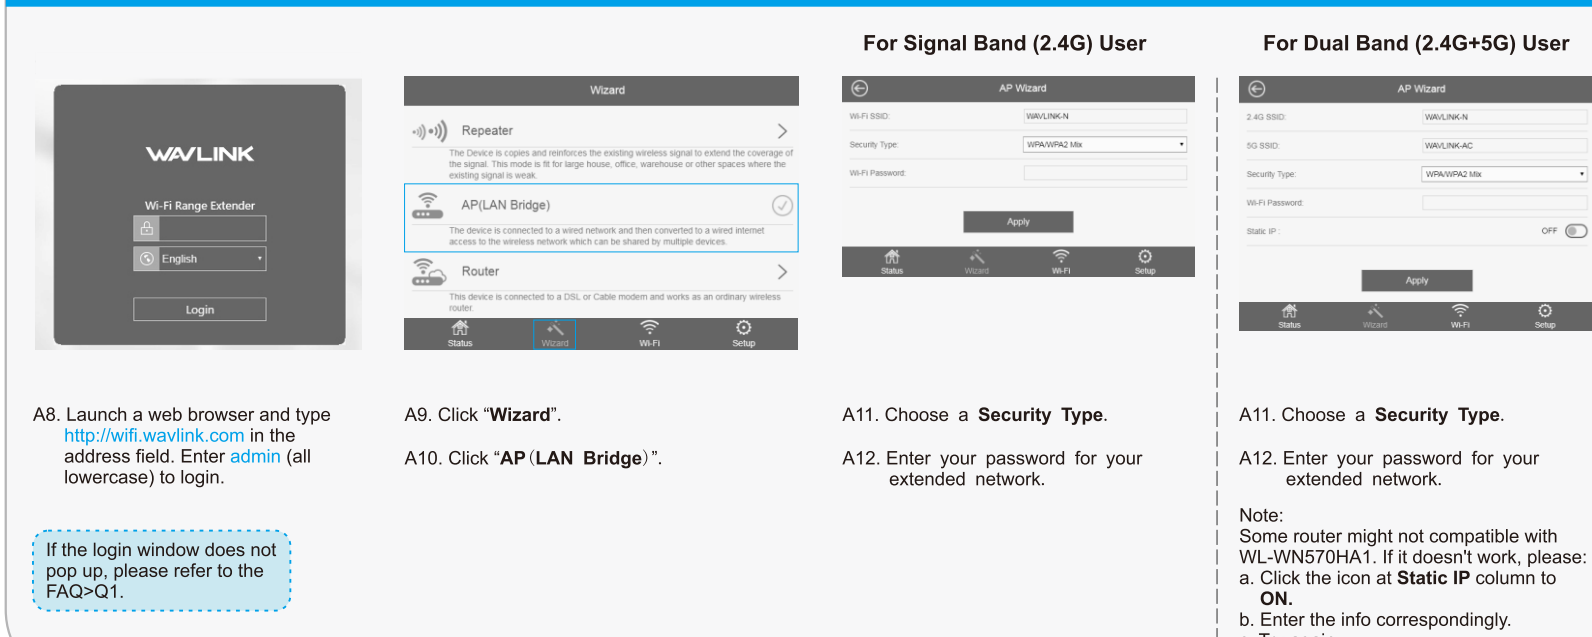 WAVLINK
Wi-Fi Range Extender
English
Login
A8. Launch a web browser and type
http://wifi.wavlink.com in the
address field. Enter admin (all
lowercase) to login.
If the login window does not
pop up, please refer to the
FAQ>Q1.
Wizard
Repeater
The Device is copies and reinforces the existing wireless signal to extend the coverage of
the signal. This mode is fit for large house, office, warehouse or other spaces where the
existing signal is weak.
AP(LAN Bridge)
The device is connected to a wired network and then converted to a wired internet
access to the wireless network which can be shared by multiple devices.
Router
This device is connected to a DSL or Cable modem and works as an ordinary wireless
router.
Status Wizard Wi-Fi Setup
A9. Click “Wizard”.
A10. Click “AP（LAN Bridge）”.
For Signal Band (2.4G) User
AP Wizard
Wi-Fi SSID: WAVLINK-N
Security Type: WPA/WPA2 Mix
Wi-Fi Password:
Apply
Status Wizard Wi-Fi Setup
A11. Choose a Security Type.
A12. Enter your password for your
extended network.
For Dual Band (2.4G+5G) User
AP Wizard
2.4G SSID: WAVLINK-N
5G SSID: WAVLINK-AC
Security Type: WPA/WPA2 Mix
Wi-Fi Password:
Static IP : OFF
Apply
Status Wizard Wi-Fi Setup
A11. Choose a Security Type.
A12. Enter your password for your
extended network.
Note:
Some router might not compatible with
WL-WN570HA1. If it doesn't work, please:
a. Click the icon at Static IP column to
ON.
b. Enter the info correspondingly.